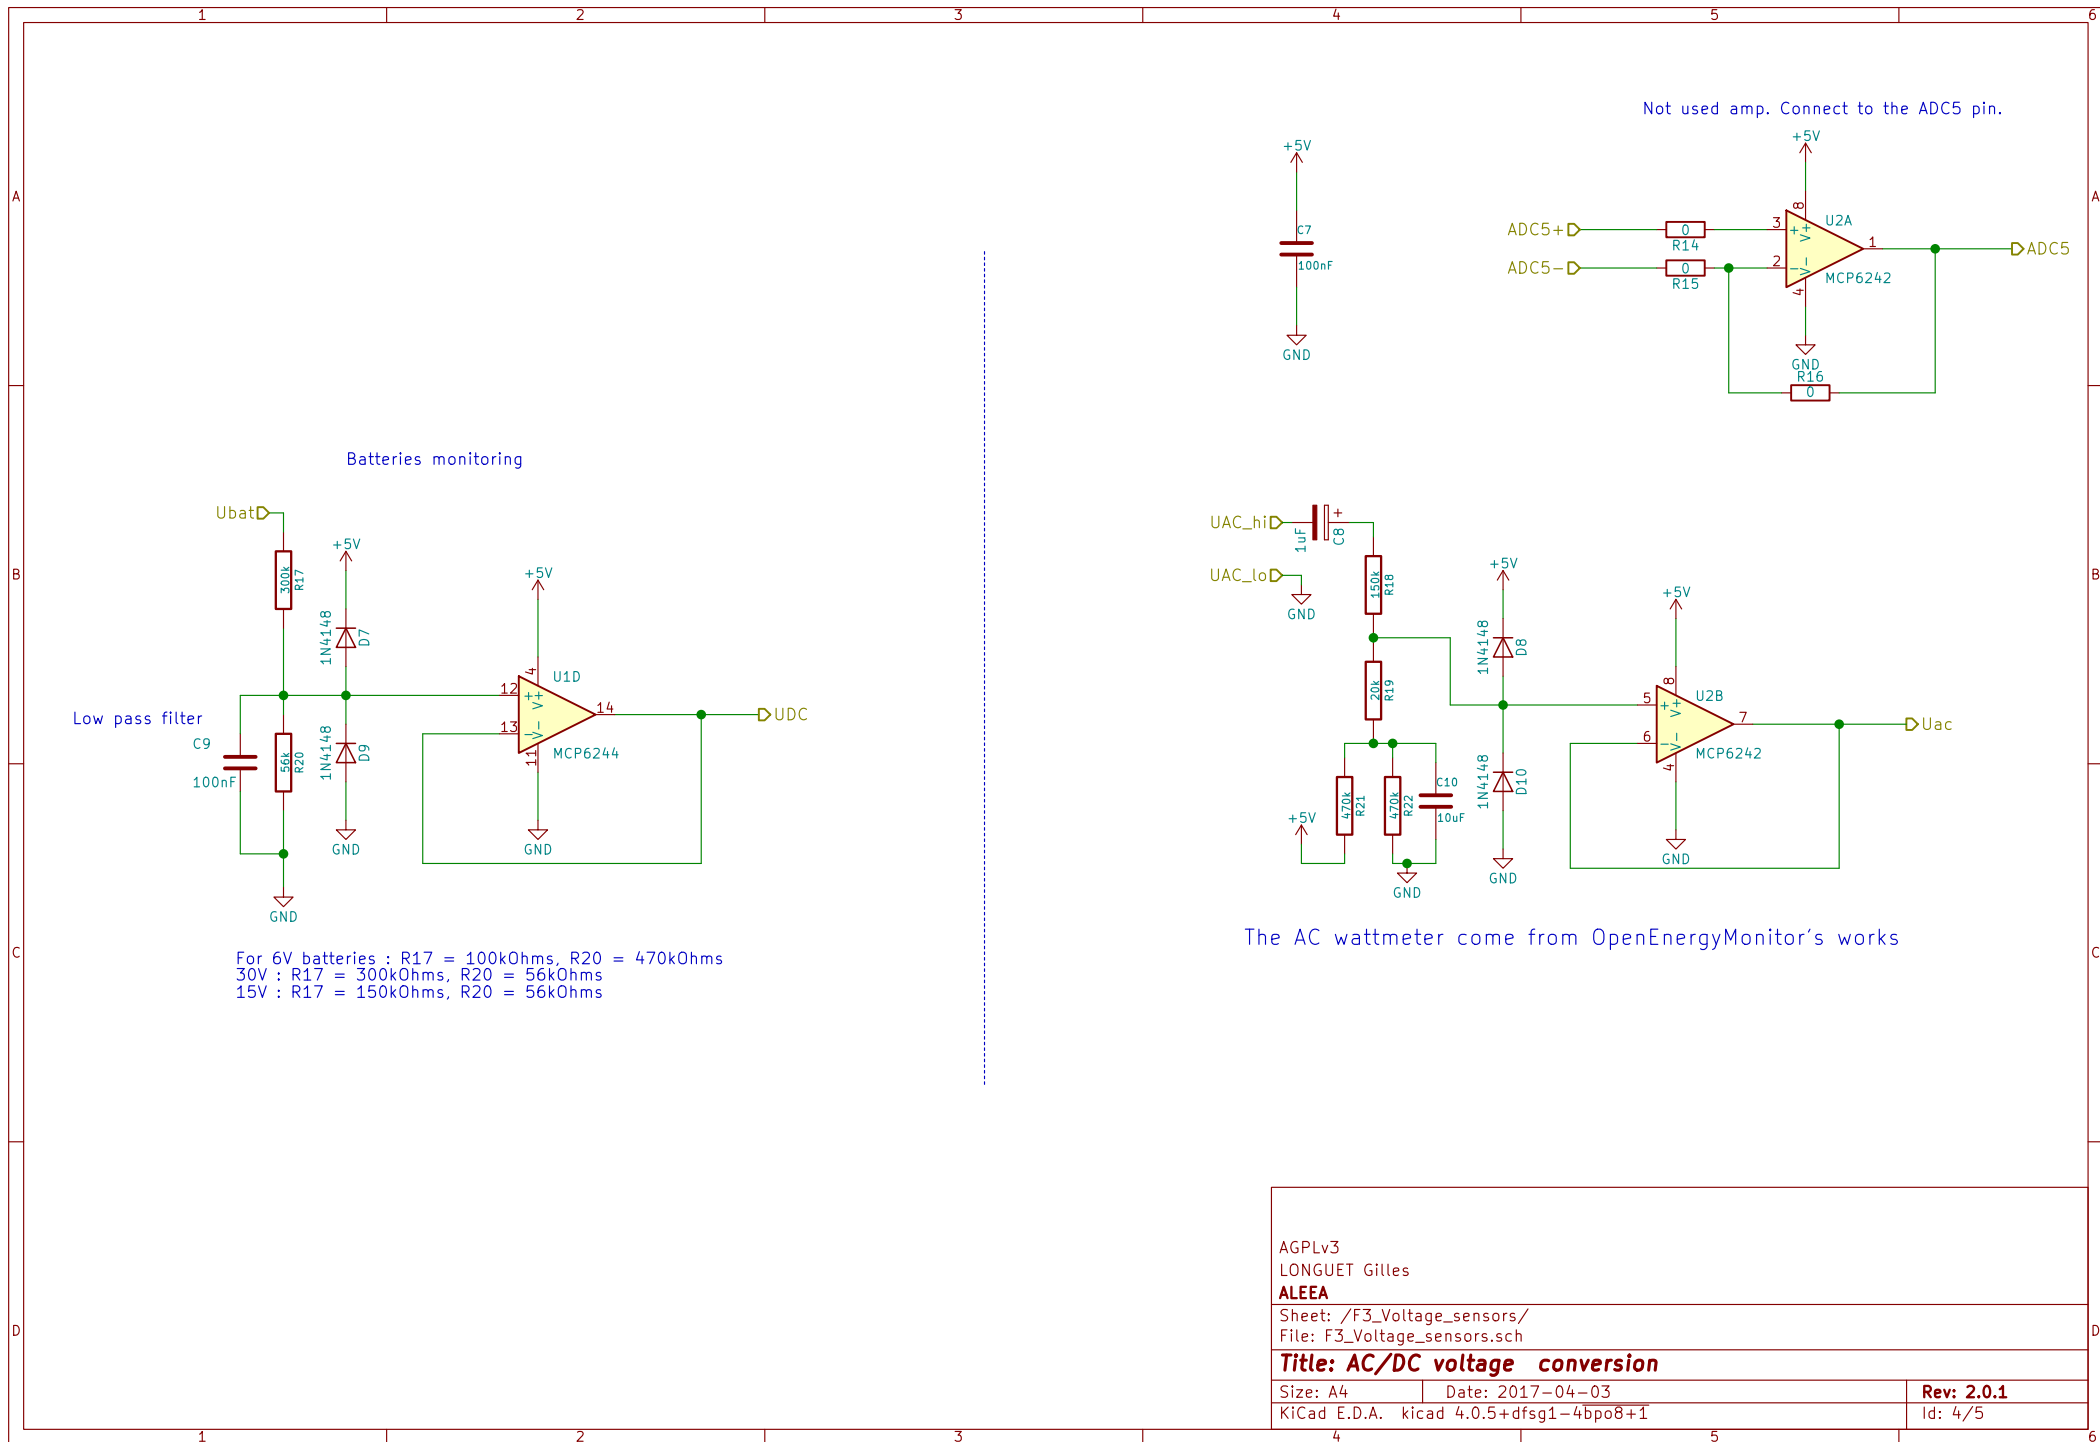 1 2 3 4 5 6
A A
B B
C C
D D
Not used amp. Connect to the ADC5 pin.
+5V
C7
100nF
GND
+5V
ADC5+
0
R14
3
8
U2A
+
V+
1
ADC5
ADC5-
0
R15
2
-
V-
4
MCP6242
GND
R16
0
Batteries monitoring
Ubat
300k
R17
+5V
1N4148
D7
+5V
4
U1D
12
+
V+
14
UDC
13
-
V-
11
MCP6244
GND
Low pass filter
C9
100nF
56k
R20
1N4148
D9
GND
GND
For 6V batteries : R17 = 100kOhms, R20 = 470kOhms
30V : R17 = 300kOhms, R20 = 56kOhms
15V : R17 = 150kOhms, R20 = 56kOhms
UAC_hi
+
1uF
C8
UAC_lo
GND
150k
R18
20k
R19
+5V
1N4148
D8
+5V
8
U2B
5
+
V+
7
Uac
6
-
V-
4
MCP6242
GND
+5V
470k
R21
470k
R22
C10
10uF
GND
1N4148
D10
GND
The AC wattmeter come from OpenEnergyMonitor's works
AGPLv3
LONGUET Gilles
ALEEA
Sheet: /F3_Voltage_sensors/
File: F3_Voltage_sensors.sch
Title: AC/DC voltage  conversion
Size: A4 Date: 2017-04-03 Rev: 2.0.1
KiCad E.D.A.  kicad 4.0.5+dfsg1-4bpo8+1 Id: 4/5
1 2 3 4 5 6